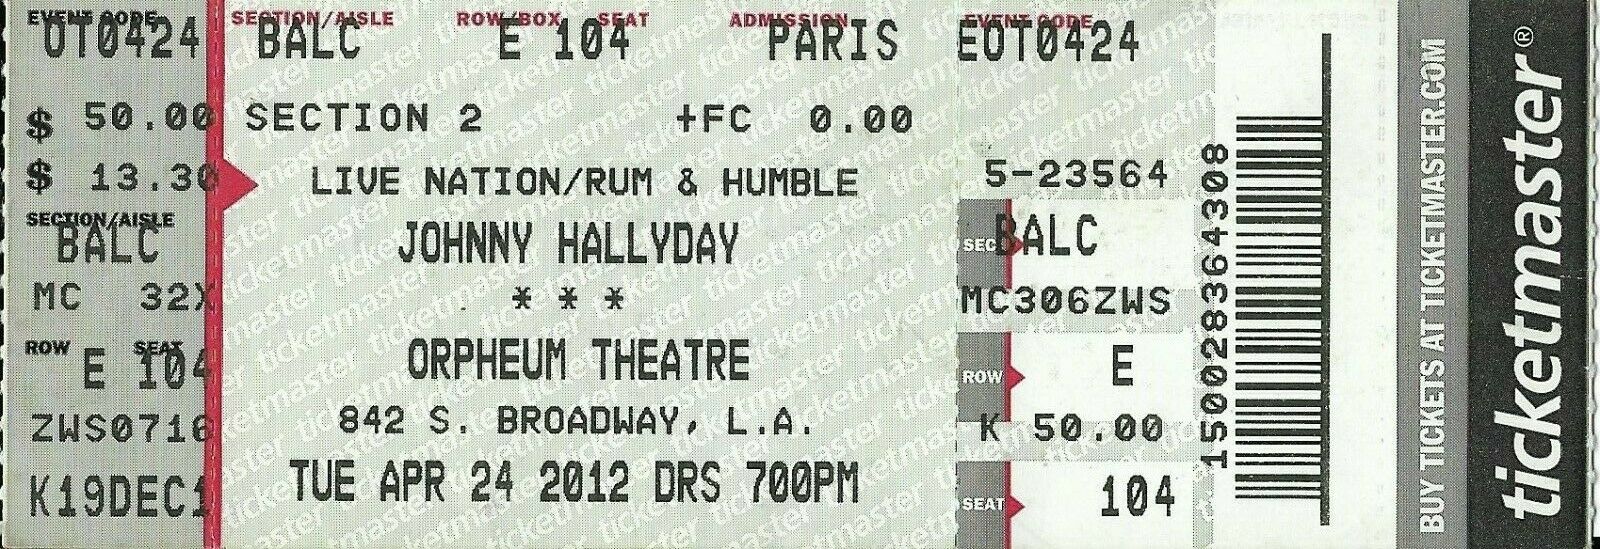 EVENT CODE SECTION/AISLE ROW/BOX SEAT ADMISSION EVENT CODE
OT0424 BALC E 104 PARIS EOT0424
$ 50.00 SECTION 2 +FC 0.00
$ 13.30 LIVE NATION/RUM & HUMBLE 5-23564
SECTION/AISLE
BALC JOHNNY HALLYDAY SEC BALC
MC 32X * * * MC306ZWS
ROW SEAT
E 104 ORPHEUM THEATRE ROW E
ZWS0716 842 S. BROADWAY, L.A. K 50.00
K19DEC1 TUE APR 24 2012 DRS 700PM SEAT 104
150028364308
BUY TICKETS AT TICKETMASTER.COM
ticketmaster®